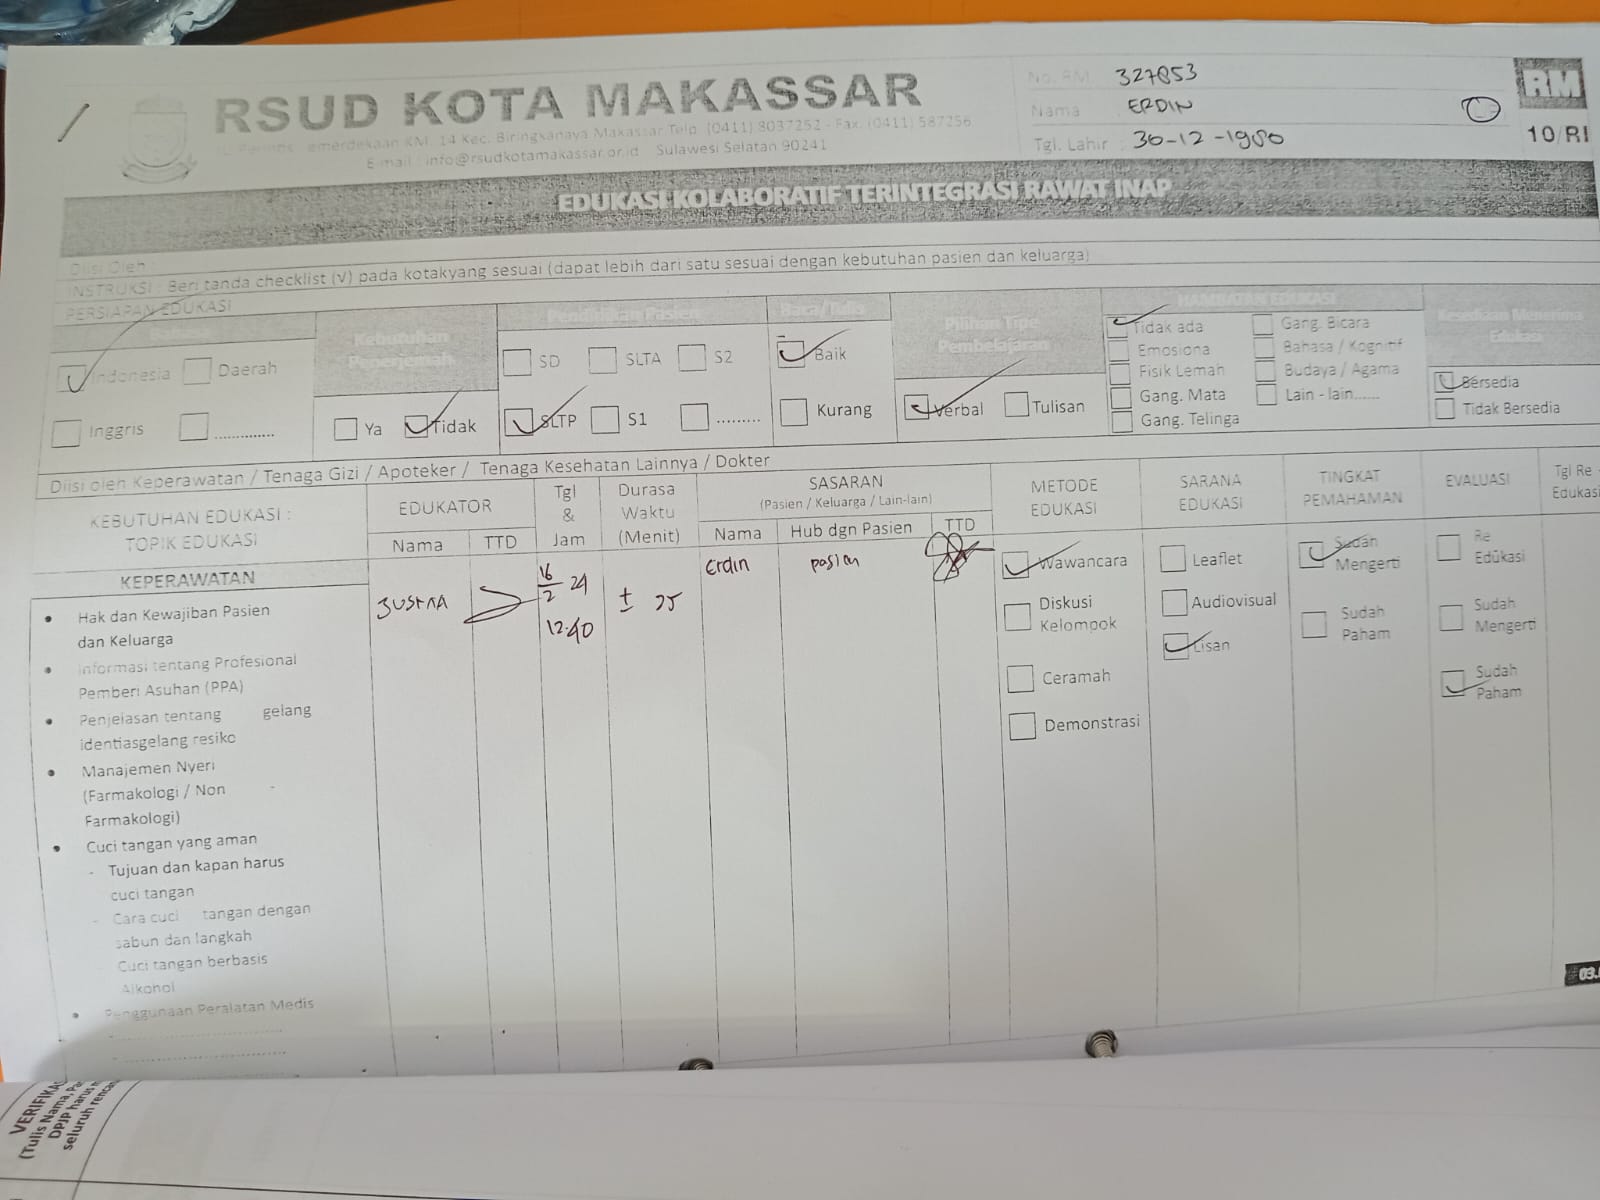 RSUD KOTA MAKASSAR
Jl. Perintis emerdekaan KM. 14 Kec. Biringkanaya Makassar Telp. (0411) 8037252 - Fax. (0411) 587256
E-mail : info@rsudkotamakassar.or.id Sulawesi Selatan 90241
No. RM 327853
Nama ERDIN
Tgl. Lahir : 30-12-1980
RM
10/RI
EDUKASI KOLABORATIF TERINTEGRASI RAWAT INAP
Diisi Oleh :
INSTRUKSI : Beri tanda checklist (√) pada kotakyang sesuai (dapat lebih dari satu sesuai dengan kebutuhan pasien dan keluarga)
PERSIAPAN EDUKASI
Indonesia Daerah
Inggris ..............
Kebutuhan
Penerjemah
Ya Tidak
Pendidikan Pasien
SD SLTA S2
SLTP S1 .........
Baca/Tulis
Baik
Kurang
Pilihan Tipe
Pembelajaran
Verbal Tulisan
HAMBATAN EDUKASI
Tidak ada Gang. Bicara
Emosiona Bahasa / Kognitif
Fisik Lemah Budaya / Agama
Gang. Mata Lain - lain......
Gang. Telinga
Kesediaan Menerima
Edukasi
Bersedia
Tidak Bersedia
Diisi oleh Keperawatan / Tenaga Gizi / Apoteker / Tenaga Kesehatan Lainnya / Dokter
KEBUTUHAN EDUKASI :
TOPIK EDUKASI
EDUKATOR
Nama TTD
Tgl
&
Jam
Durasa
Waktu
(Menit)
SASARAN
(Pasien / Keluarga / Lain-lain)
Nama Hub dgn Pasien TTD
METODE
EDUKASI
SARANA
EDUKASI
TINGKAT
PEMAHAMAN
EVALUASI
Tgl Re -
Edukasi
KEPERAWATAN
• Hak dan Kewajiban Pasien
dan Keluarga
• Informasi tentang Profesional
Pemberi Asuhan (PPA)
• Penjelasan tentang gelang
identiasgelang resiko
• Manajemen Nyeri
(Farmakologi / Non -
Farmakologi)
• Cuci tangan yang aman
- Tujuan dan kapan harus
cuci tangan
- Cara cuci tangan dengan
sabun dan langkah
Cuci tangan berbasis
Alkohol
• Penggunaan Peralatan Medis
- ..............................
- ..............................
16/2 24
12.40
± 25
Erdin
pasien
Wawancara
Diskusi
Kelompok
Ceramah
Demonstrasi
Leaflet
Audiovisual
Lisan
Sudah
Mengerti
Sudah
Paham
Re
Edukasi
Sudah
Mengerti
Sudah
Paham
03.
VERIFIKA
(Tulis Nama, Pa
DPJP harus m
seluruh renca